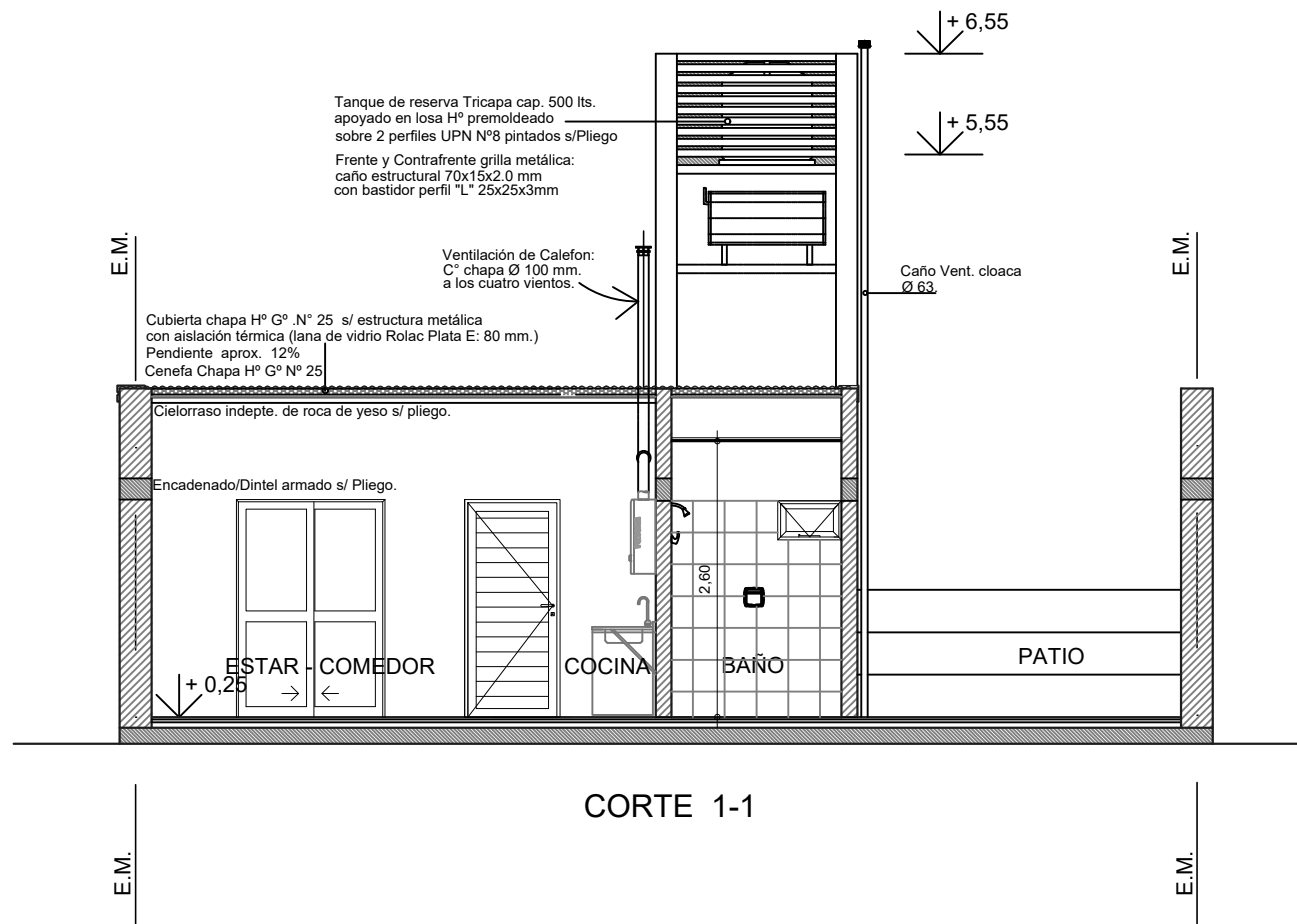 + 6,55
Tanque de reserva Tricapa cap. 500 lts.
apoyado en losa Hº premoldeado
sobre 2 perfiles UPN Nº8 pintados s/Pliego
+ 5,55
Frente y Contrafrente grilla metálica:
caño estructural 70x15x2.0 mm
con bastidor perfil "L" 25x25x3mm
E.M.
E.M.
Ventilación de Calefon:
C° chapa Ø 100 mm.
a los cuatro vientos.
Caño Vent. cloaca
Ø 63.
Cubierta chapa Hº Gº .N° 25 s/ estructura metálica
con aislación térmica (lana de vidrio Rolac Plata E: 80 mm.)
Pendiente aprox. 12%
Cenefa Chapa Hº Gº Nº 25
Cielorraso indepte. de roca de yeso s/ pliego.
Encadenado/Dintel armado s/ Pliego.
2,60
ESTAR - COMEDOR
COCINA
BAÑO
PATIO
+ 0,25
CORTE 1-1
E.M.
E.M.